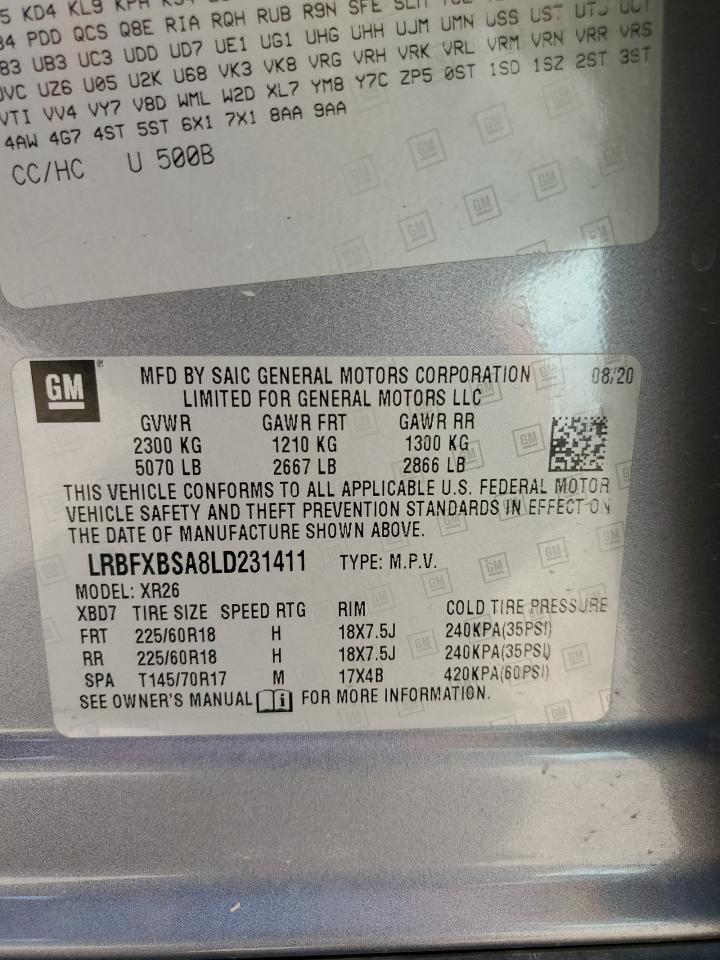 5 KD4 KL9 KPA
34 PDD QCS Q8E RIA RQH RUB R9N SFE SLM
B3 UB3 UC3 UDD UD7 UE1 UG1 UHG UHH UJM UMN USS UST UTJ
UVC UZ6 U05 U2K U68 VK3 VK8 VRG VRH VRK VRL VRM VRN VRR VRS
VTI VV4 VY7 V8D WML W2D XL7 YM8 Y7C ZP5 0ST 1SD 1SZ 2ST 3ST
4AW 4G7 4ST 5ST 6X1 7X1 8AA 9AA
CC/HC U 500B
GM
MFD BY SAIC GENERAL MOTORS CORPORATION 08/20
LIMITED FOR GENERAL MOTORS LLC
GVWR GAWR FRT GAWR RR
2300 KG 1210 KG 1300 KG
5070 LB 2667 LB 2866 LB
THIS VEHICLE CONFORMS TO ALL APPLICABLE U.S. FEDERAL MOTOR
VEHICLE SAFETY AND THEFT PREVENTION STANDARDS IN EFFECT ON
THE DATE OF MANUFACTURE SHOWN ABOVE.
LRBFXBSA8LD231411 TYPE: M.P.V.
MODEL: XR26
XBD7 TIRE SIZE SPEED RTG RIM COLD TIRE PRESSURE
FRT 225/60R18 H 18X7.5J 240KPA(35PSI)
RR 225/60R18 H 18X7.5J 240KPA(35PSI)
SPA T145/70R17 M 17X4B 420KPA(60PSI)
SEE OWNER'S MANUAL FOR MORE INFORMATION.